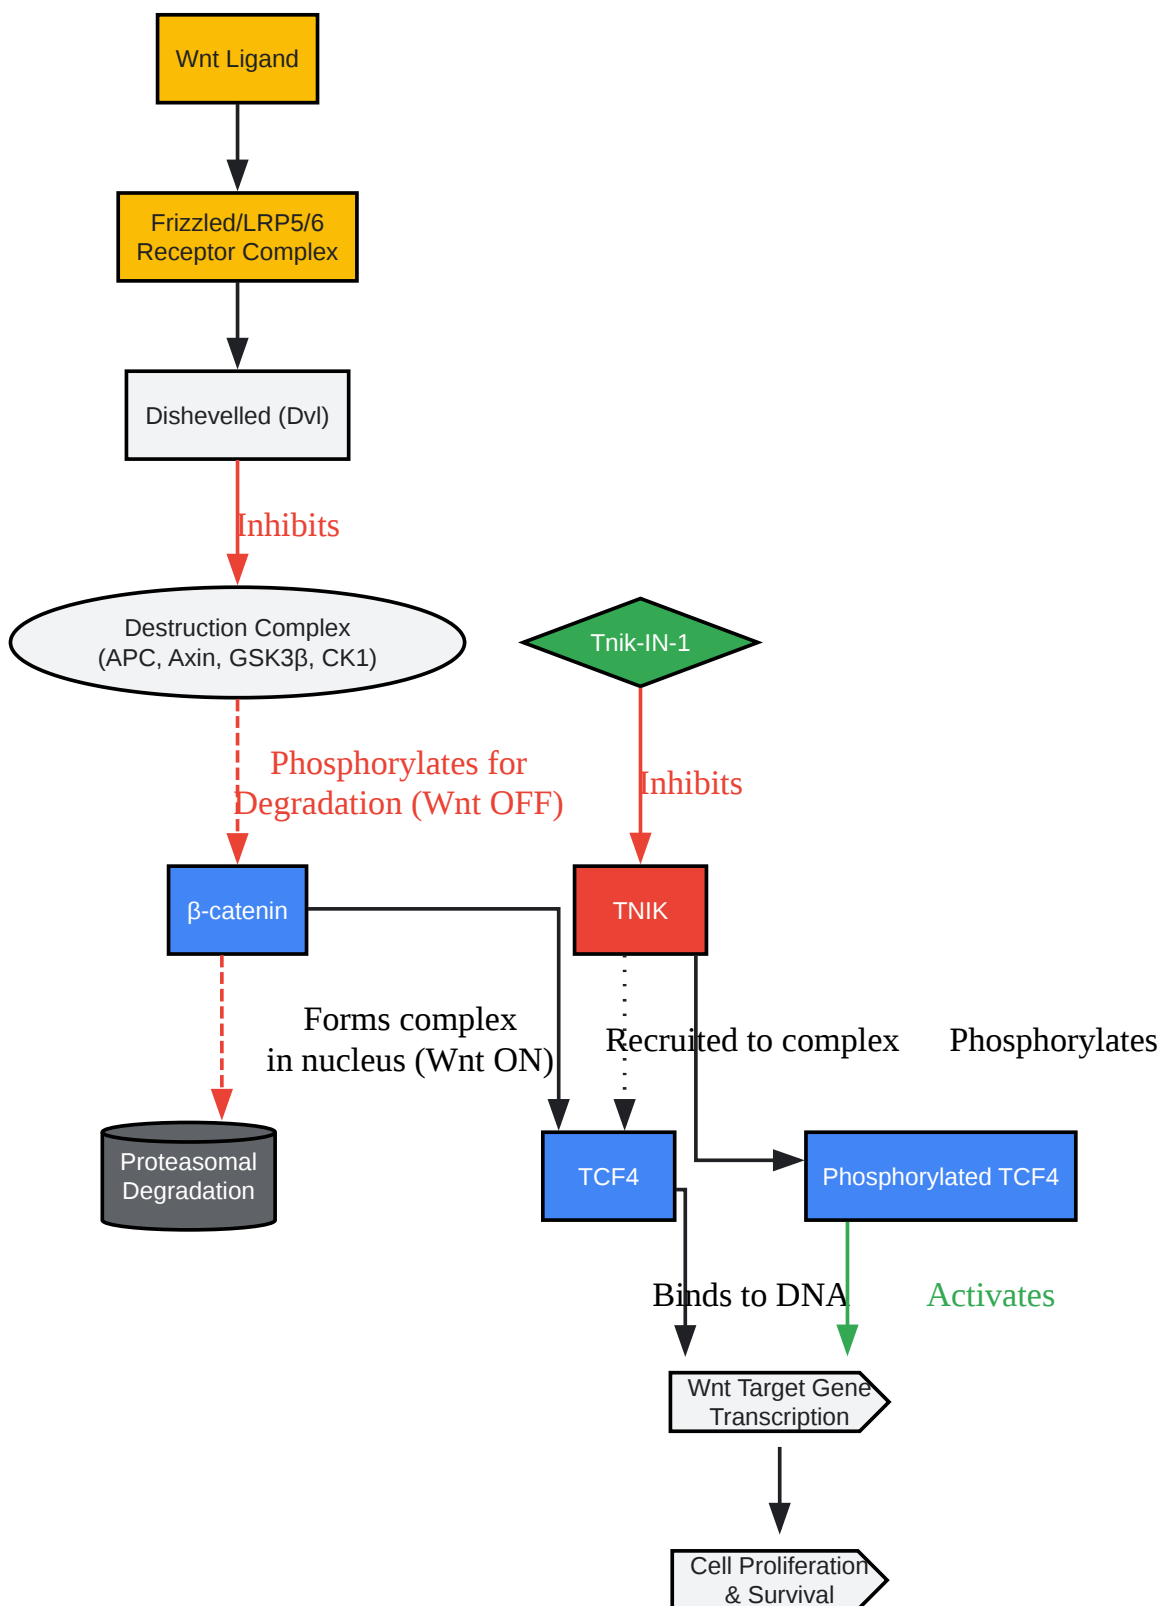 Wnt Ligand
Frizzled/LRP5/6
Receptor Complex
Dishevelled (Dvl)
Inhibits
Destruction Complex
(APC, Axin, GSK3β, CK1)
Tnik-IN-1
Phosphorylates for
Degradation (Wnt OFF)
Inhibits
β-catenin
TNIK
Forms complex
in nucleus (Wnt ON)
Recruited to complex
Phosphorylates
Proteasomal
Degradation
TCF4
Phosphorylated TCF4
Binds to DNA
Activates
Wnt Target Gene
Transcription
Cell Proliferation
& Survival